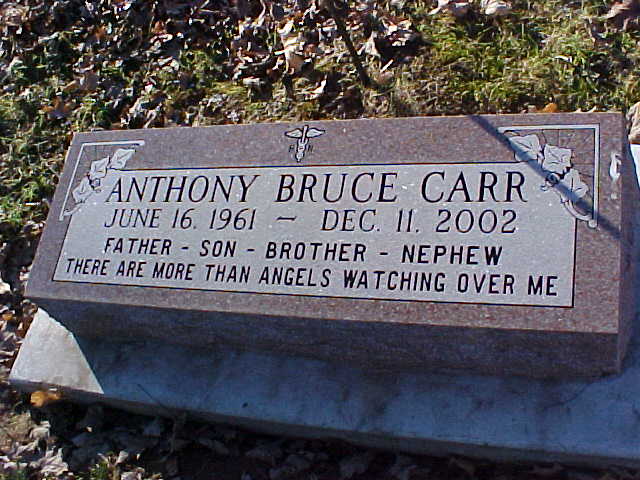 R N
ANTHONY BRUCE CARR
JUNE 16, 1961 ~ DEC. 11, 2002
FATHER - SON - BROTHER - NEPHEW
THERE ARE MORE THAN ANGELS WATCHING OVER ME